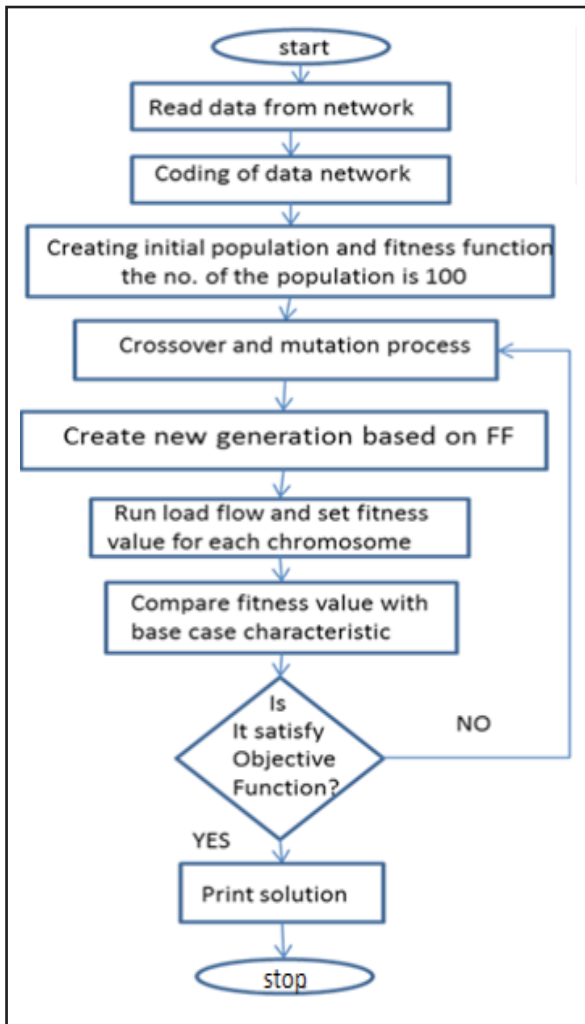 start
Read data from network
Coding of data network
Creating initial population and fitness function
the no. of the population is 100
Crossover and mutation process
Create new generation based on FF
Run load flow and set fitness
value for each chromosome
Compare fitness value with
base case characteristic
Is
It satisfy
Objective
Function?
NO
YES
Print solution
stop